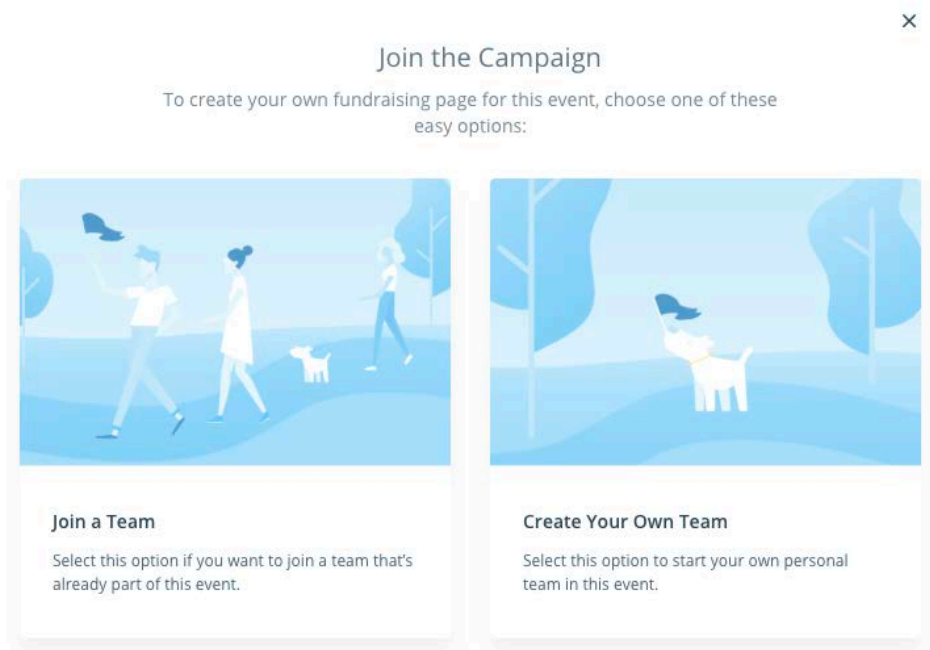 Join the Campaign
To create your own fundraising page for this event, choose one of these
easy options:
Join a Team
Select this option if you want to join a team that's
already part of this event.
Create Your Own Team
Select this option to start your own personal
team in this event.